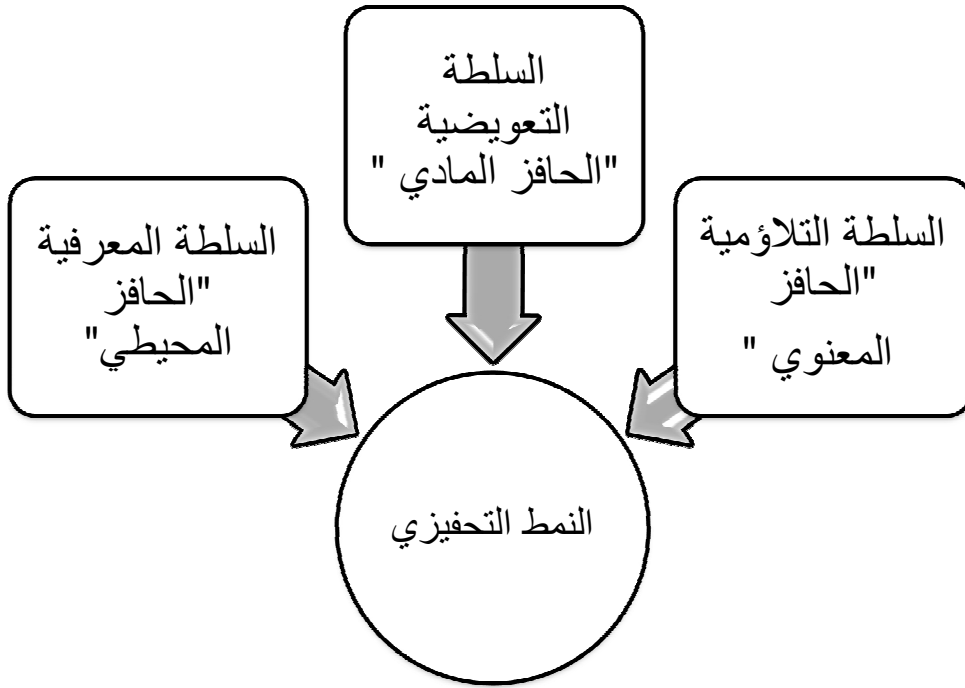 السلطة
التعويضية
"الحافز المادي "
السلطة التلاؤمية
"الحافز
المعنوي "
السلطة المعرفية
"الحافز
المحيطي"
النمط التحفيزي